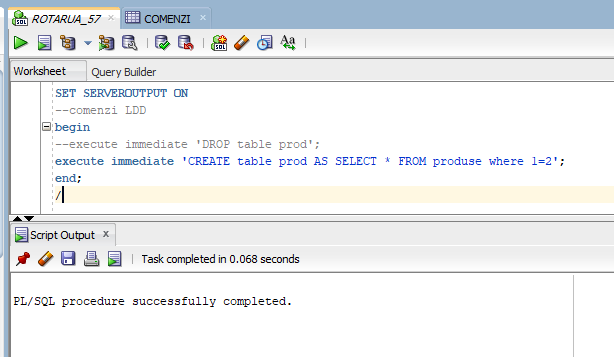 ROTARUA_57 COMENZI
SQL
Worksheet Query Builder
SET SERVEROUTPUT ON
--comenzi LDD
begin
--execute immediate 'DROP table prod';
execute immediate 'CREATE table prod AS SELECT * FROM produse where 1=2';
end;
/
Script Output
Task completed in 0.068 seconds
PL/SQL procedure successfully completed.